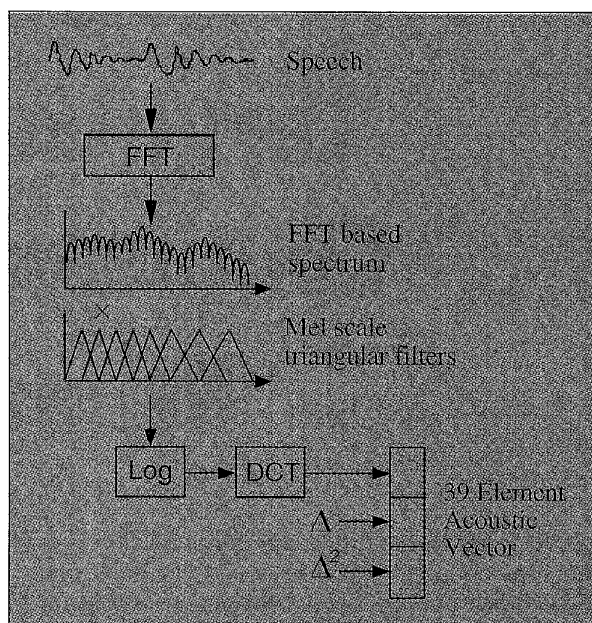 Speech
FFT
FFT based
spectrum
×
Mel scale
triangular filters
Log
DCT
39 Element
Acoustic
Vector
Δ
Δ²